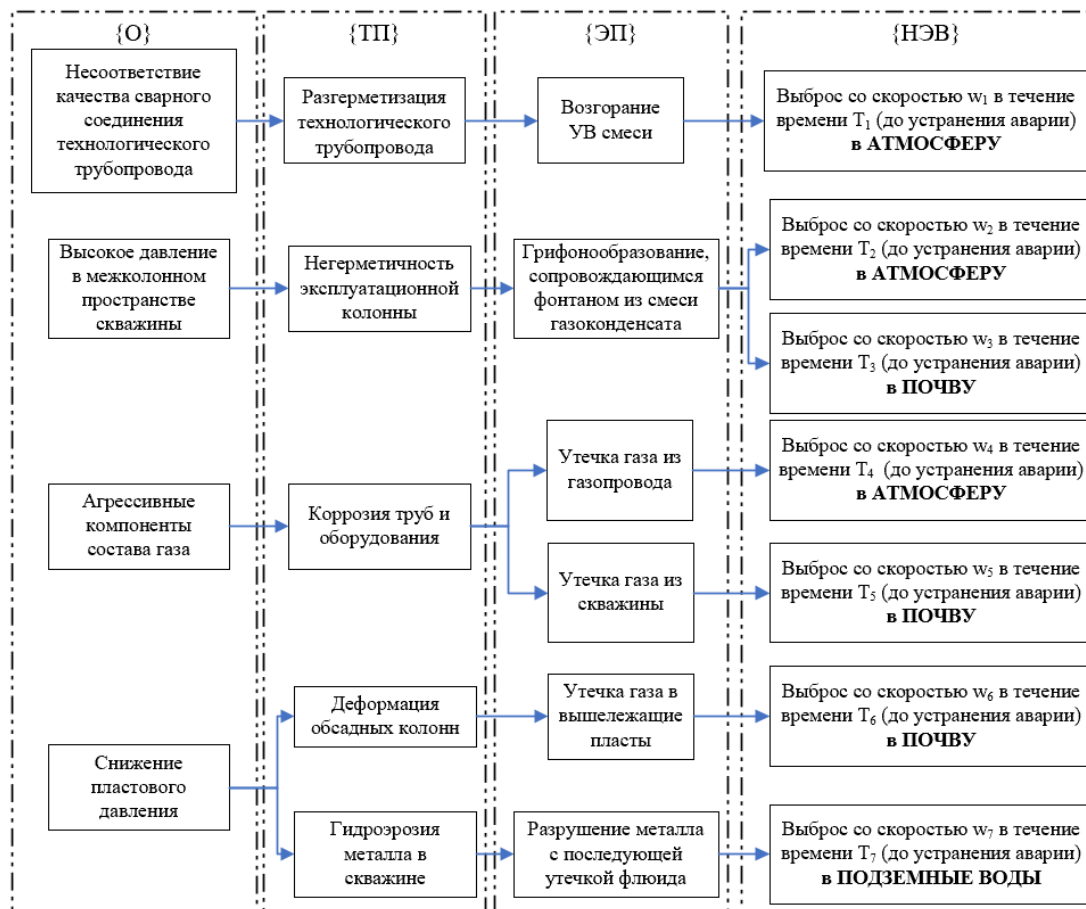 {О}
{ТП}
{ЭП}
{НЭВ}
Несоответствие
качества сварного
соединения
технологического
трубопровода
Разгерметизация
технологического
трубопровода
Возгорание
УВ смеси
Выброс со скоростью w₁ в течение
времени T₁ (до устранения аварии)
в АТМОСФЕРУ
Высокое давление
в межколонном
пространстве
скважины
Негерметичность
эксплуатационной
колонны
Грифонообразование,
сопровождающимся
фонтаном из смеси
газоконденсата
Выброс со скоростью w₂ в течение
времени T₂ (до устранения аварии)
в АТМОСФЕРУ
Выброс со скоростью w₃ в течение
времени T₃ (до устранения аварии)
в ПОЧВУ
Агрессивные
компоненты
состава газа
Коррозия труб и
оборудования
Утечка газа из
газопровода
Выброс со скоростью w₄ в течение
времени T₄ (до устранения аварии)
в АТМОСФЕРУ
Утечка газа из
скважины
Выброс со скоростью w₅ в течение
времени T₅ (до устранения аварии)
в ПОЧВУ
Снижение
пластового
давления
Деформация
обсадных колонн
Утечка газа в
вышележащие
пласты
Выброс со скоростью w₆ в течение
времени T₆ (до устранения аварии)
в ПОЧВУ
Гидроэрозия
металла в
скважине
Разрушение металла
с последующей
утечкой флюида
Выброс со скоростью w₇ в течение
времени T₇ (до устранения аварии)
в ПОДЗЕМНЫЕ ВОДЫ